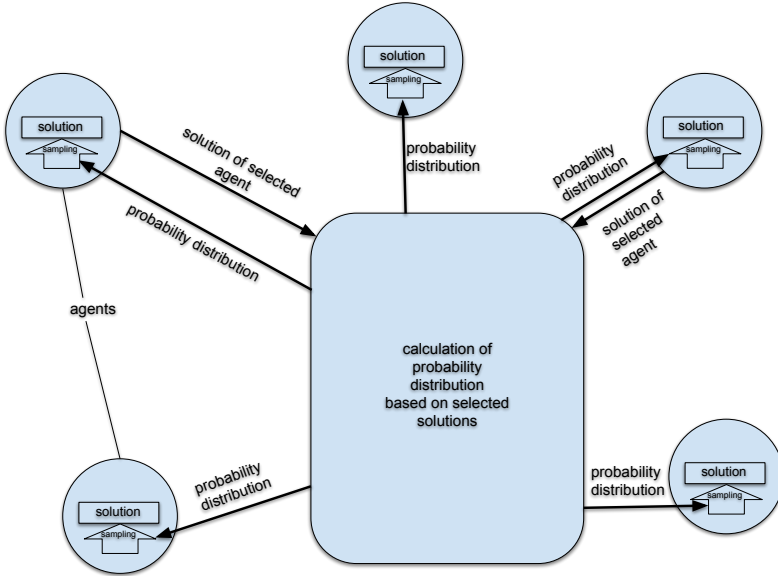 solution
sampling
probability
distribution
solution
sampling
solution of selected
agent
probability distribution
solution
sampling
probability
distribution
solution of
selected
agent
agents
calculation of
probability
distribution
based on selected
solutions
solution
sampling
probability
distribution
solution
sampling
probability
distribution